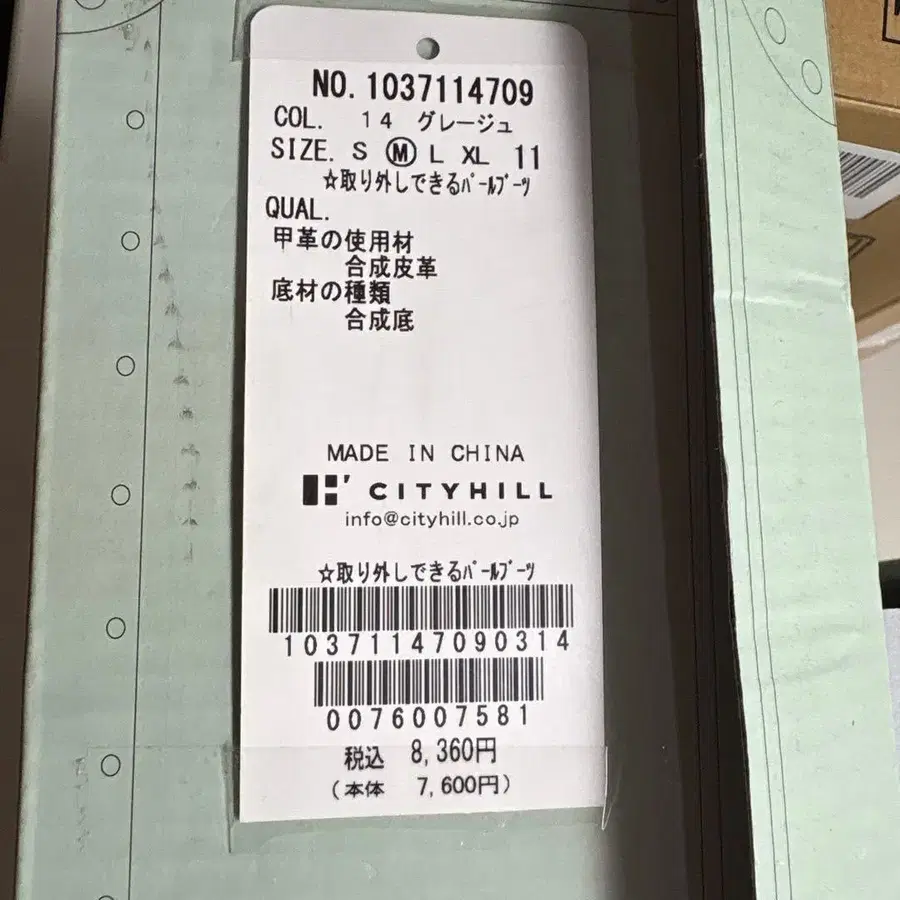 NO. 1037114709
COL. 14 グレージュ
SIZE. S Ⓜ L XL 11
☆取り外しできるパールブーツ
QUAL.
甲革の使用材
合成皮革
底材の種類
合成底
MADE IN CHINA
CITYHILL
info@cityhill.co.jp
☆取り外しできるパールブーツ
10371147090314
0076007581
税込 8,360円
(本体 7,600円)